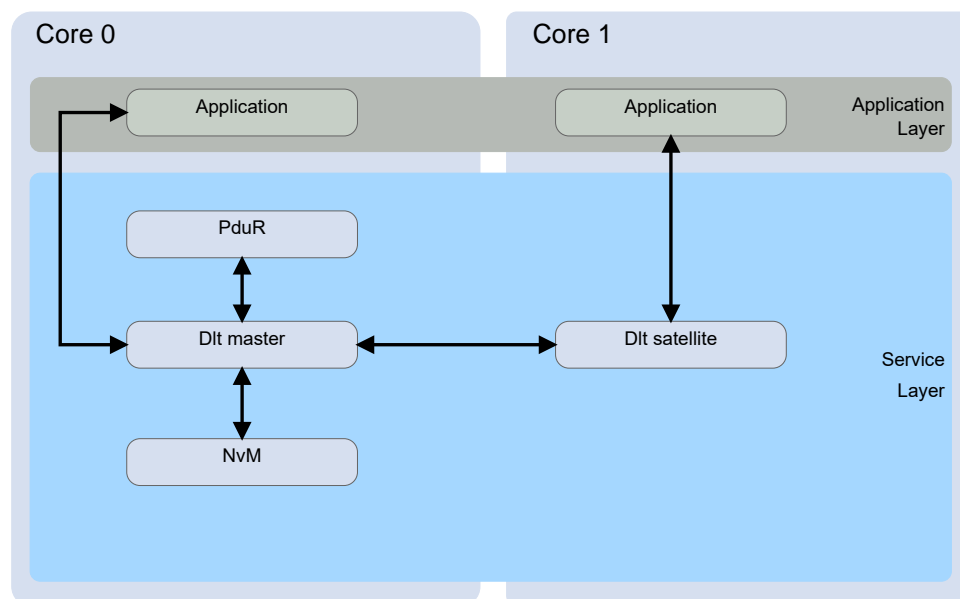 Core 0
Core 1
Application
Application
Application
Layer
PduR
Dlt master
Dlt satellite
Service
Layer
NvM